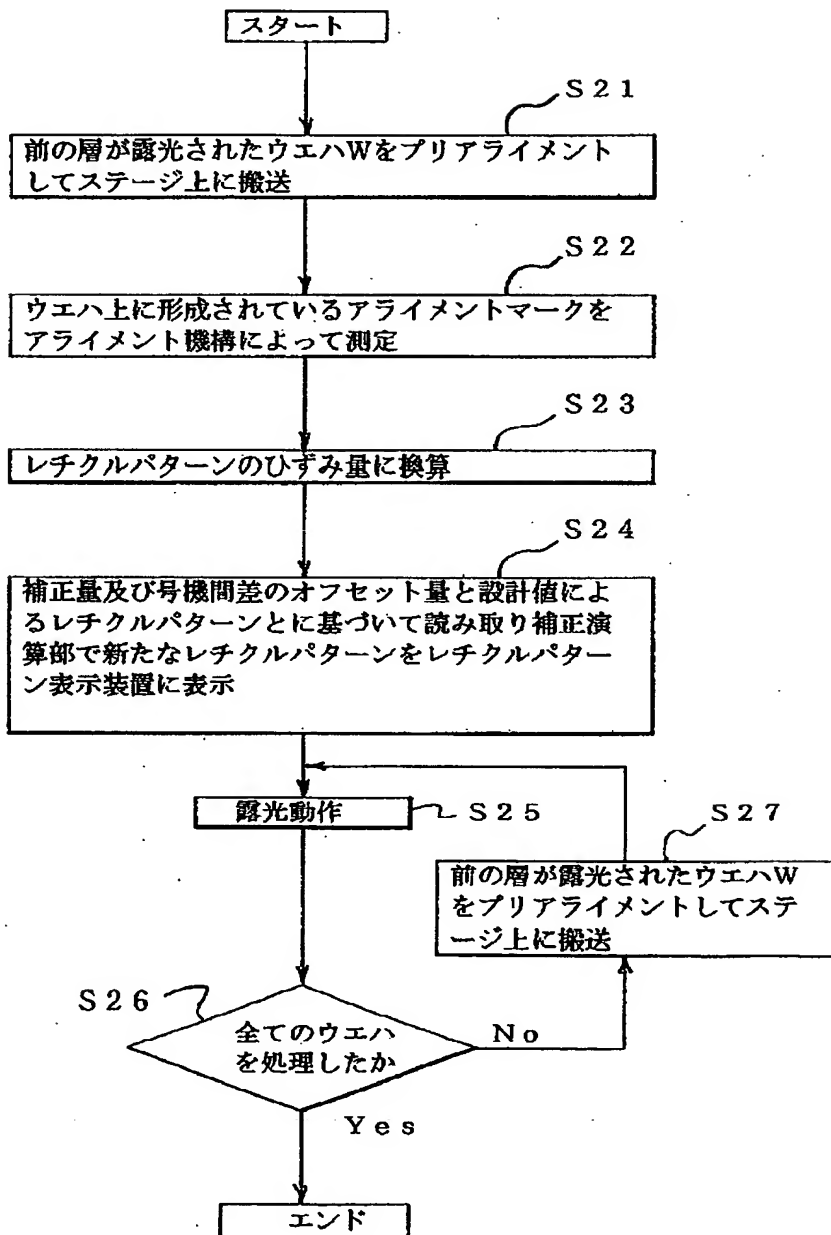 スタート
S21
前の層が露光されたウエハWをプリアライメント
してステージ上に搬送
S22
ウエハ上に形成されているアライメントマークを
アライメント機構によって測定
S23
レチクルパターンのひずみ量に換算
S24
補正量及び号機間差のオフセット量と設計値によ
るレチクルパターンとに基づいて読み取り補正演
算部で新たなレチクルパターンをレチクルパター
ン表示装置に表示
露光動作
S25
S27
前の層が露光されたウエハW
をプリアライメントしてステ
ージ上に搬送
S26
全てのウエハ
を処理したか
No
Yes
エンド